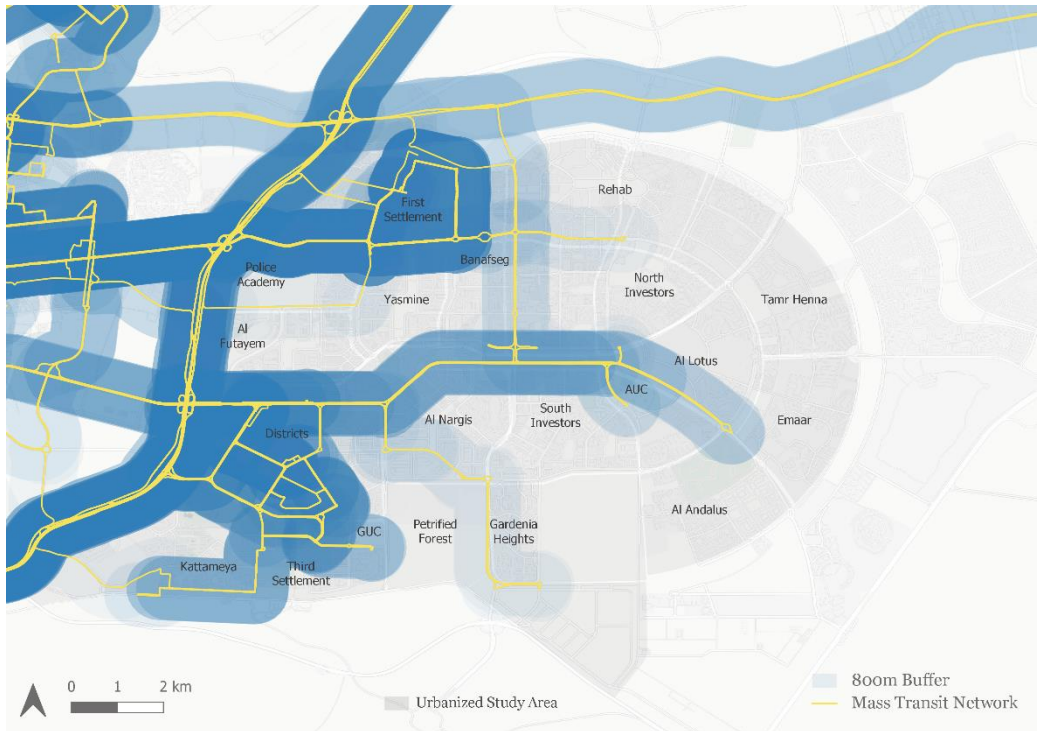 Rehab
First
Settlement
Banafseg
Police
Academy
North
Investors
Yasmine
Tamr Henna
Al
Futayem
Al Lotus
AUC
South
Investors
Al Nargis
Emaar
Districts
Al Andalus
GUC
Petrified
Forest
Gardenia
Heights
Kattameya
Third
Settlement
0 1 2 km
Urbanized Study Area
800m Buffer
Mass Transit Network